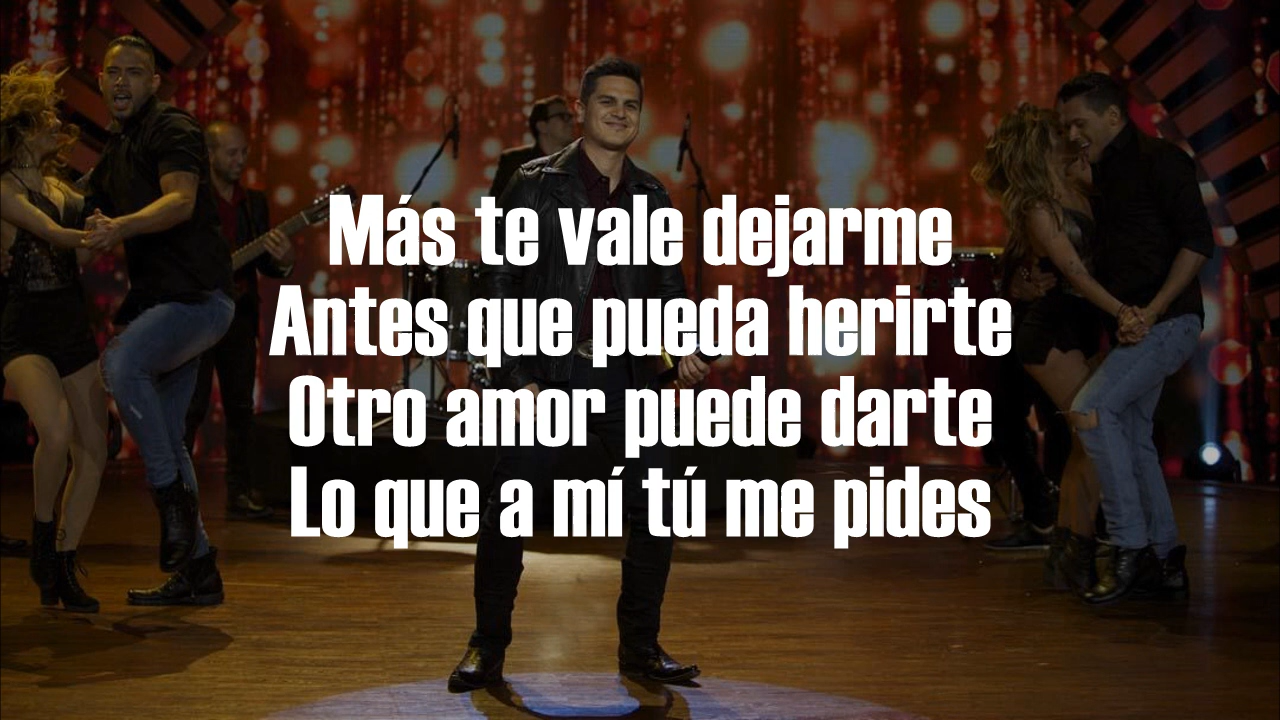 Más te vale dejarme
Antes que pueda herirte
Otro amor puede darte
Lo que a mí tú me pides